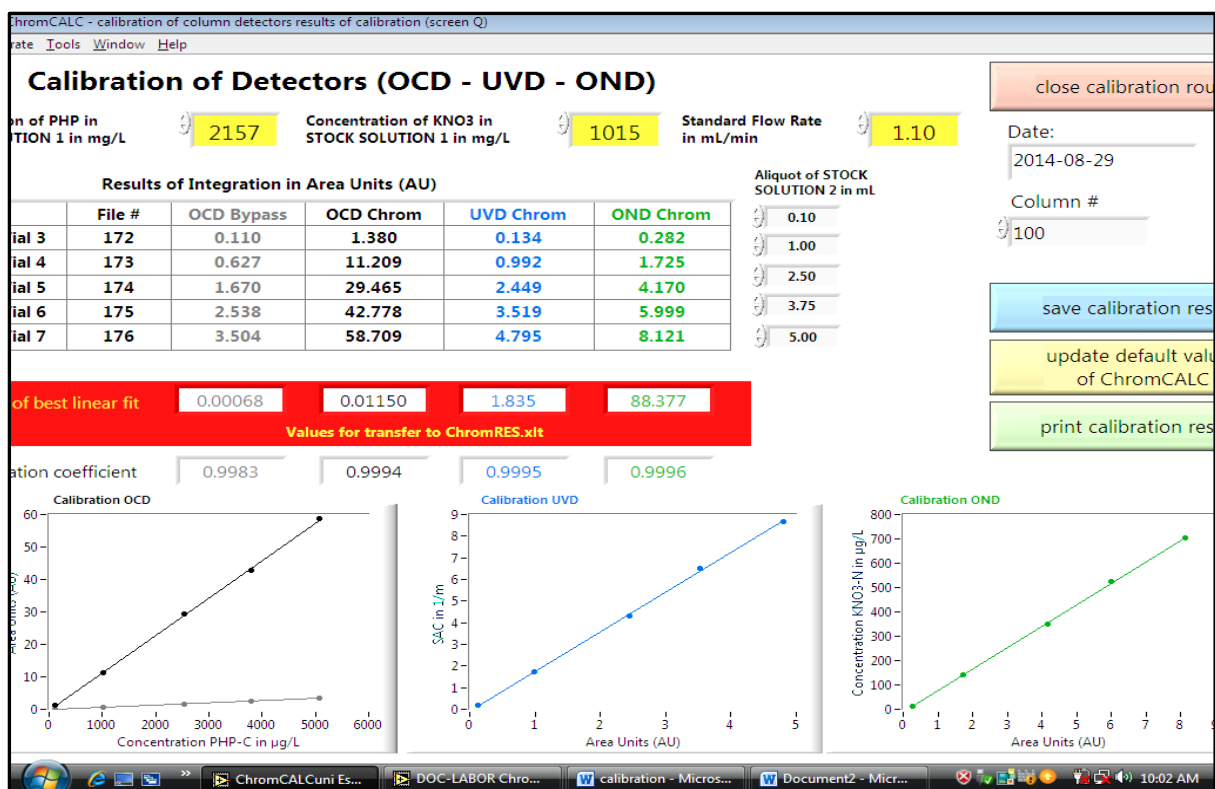 ChromCALC - calibration of column detectors results of calibration (screen Q)
rate Tools Window Help
Calibration of Detectors (OCD - UVD - OND)
close calibration rou
on of PHP in
UTION 1 in mg/L
2157
Concentration of KNO3 in
STOCK SOLUTION 1 in mg/L
1015
Standard Flow Rate
in mL/min
1.10
Date:
2014-08-29
Column #
100
Results of Integration in Area Units (AU)
Aliquot of STOCK
SOLUTION 2 in mL
File # OCD Bypass OCD Chrom UVD Chrom OND Chrom
ial 3 172 0.110 1.380 0.134 0.282 0.10
ial 4 173 0.627 11.209 0.992 1.725 1.00
ial 5 174 1.670 29.465 2.449 4.170 2.50
ial 6 175 2.538 42.778 3.519 5.999 3.75
ial 7 176 3.504 58.709 4.795 8.121 5.00
save calibration res
update default valu
of ChromCALC
print calibration res
of best linear fit 0.00068 0.01150 1.835 88.377
Values for transfer to ChromRES.xlt
ation coefficient 0.9983 0.9994 0.9995 0.9996
Calibration OCD
60
50
40
30
20
10
0
Area Units (AU)
0 1000 2000 3000 4000 5000 6000
Concentration PHP-C in µg/L
Calibration UVD
9
8
7
6
5
4
3
2
1
0
SAC in 1/m
0 1 2 3 4 5
Area Units (AU)
Calibration OND
800
700
600
500
400
300
200
100
0
Concentration KNO3-N in µg/L
0 1 2 3 4 5 6 7 8 9
Area Units (AU)
» ChromCALCuni Es... DOC-LABOR Chro... calibration - Micros... Document2 - Micr... 10:02 AM